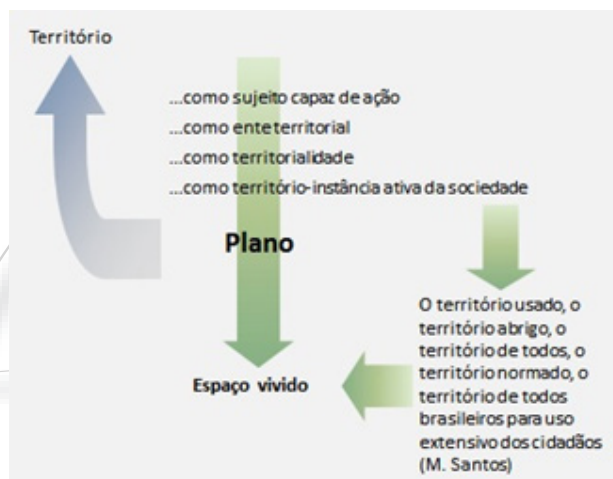 Território
...como sujeito capaz de ação
...como ente territorial
...como territorialidade
...como território-instância ativa da sociedade
Plano
O território usado, o
território abrigo, o
território de todos, o
território normado, o
território de todos
brasileiros para uso
extensivo dos cidadãos
(M. Santos)
Espaço vivido